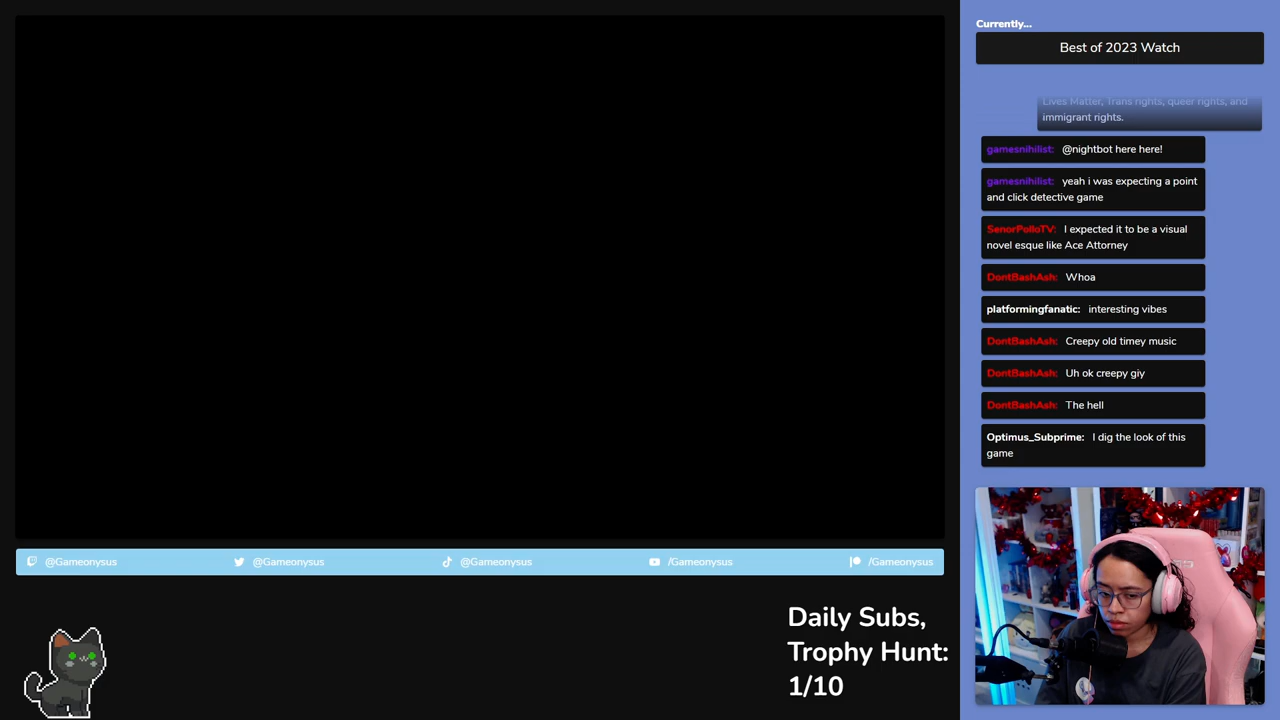 Currently...
Best of 2023 Watch
Lives Matter, Trans rights, queer rights, and
immigrant rights.
gamesnihilist: @nightbot here here!
gamesnihilist: yeah i was expecting a point
and click detective game
SenorPolloTV: I expected it to be a visual
novel esque like Ace Attorney
DontBashAsh: Whoa
platformingfanatic: interesting vibes
DontBashAsh: Creepy old timey music
DontBashAsh: Uh ok creepy giy
DontBashAsh: The hell
Optimus_Subprime: I dig the look of this
game
@Gameonysus @Gameonysus @Gameonysus /Gameonysus /Gameonysus
Daily Subs,
Trophy Hunt:
1/10